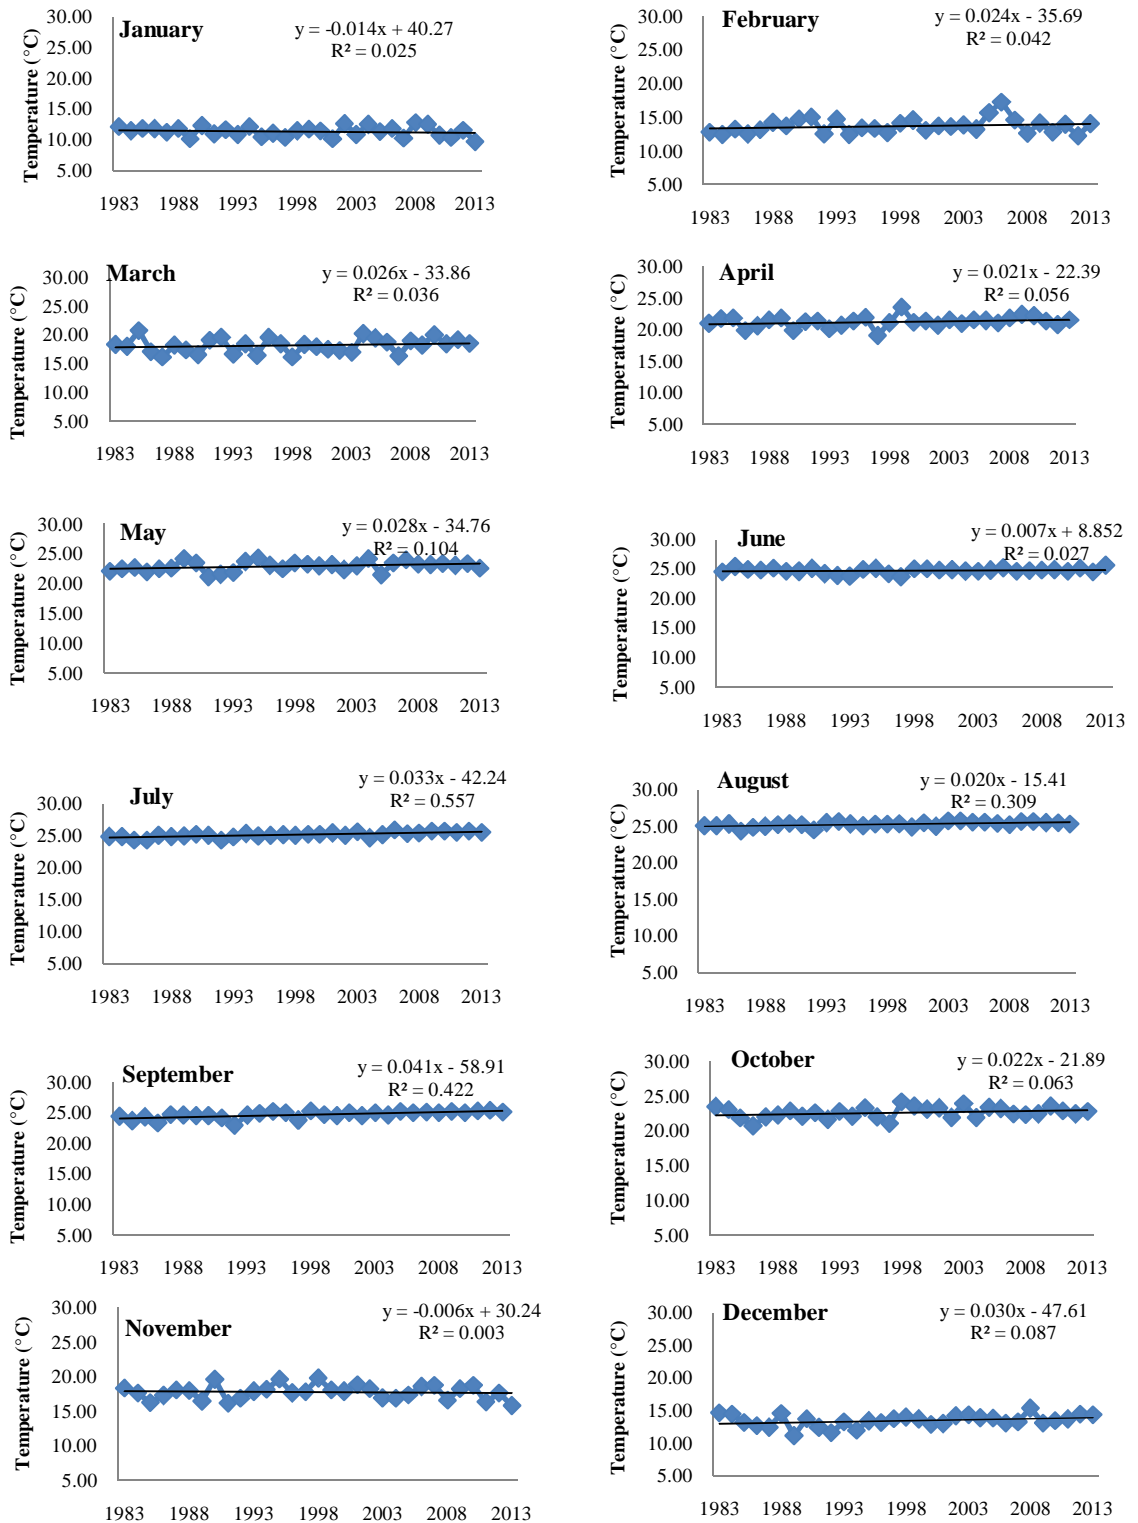 January
y = -0.014x + 40.27
R² = 0.025
Temperature (°C)
30.00
25.00
20.00
15.00
10.00
5.00
1983 1988 1993 1998 2003 2008 2013
February
y = 0.024x - 35.69
R² = 0.042
Temperature (°C)
30.00
25.00
20.00
15.00
10.00
5.00
1983 1988 1993 1998 2003 2008 2013
March
y = 0.026x - 33.86
R² = 0.036
Temperature (°C)
30.00
25.00
20.00
15.00
10.00
5.00
1983 1988 1993 1998 2003 2008 2013
April
y = 0.021x - 22.39
R² = 0.056
Temperature (°C)
30.00
25.00
20.00
15.00
10.00
5.00
1983 1988 1993 1998 2003 2008 2013
May
y = 0.028x - 34.76
R² = 0.104
Temperature (°C)
30.00
25.00
20.00
15.00
10.00
5.00
1983 1988 1993 1998 2003 2008 2013
June
y = 0.007x + 8.852
R² = 0.027
Temperature (°C)
30.00
25.00
20.00
15.00
10.00
5.00
1983 1988 1993 1998 2003 2008 2013
July
y = 0.033x - 42.24
R² = 0.557
Temperature (°C)
30.00
25.00
20.00
15.00
10.00
5.00
1983 1988 1993 1998 2003 2008 2013
August
y = 0.020x - 15.41
R² = 0.309
Temperature (°C)
30.00
25.00
20.00
15.00
10.00
5.00
1983 1988 1993 1998 2003 2008 2013
September
y = 0.041x - 58.91
R² = 0.422
Temperature (°C)
30.00
25.00
20.00
15.00
10.00
5.00
1983 1988 1993 1998 2003 2008 2013
October
y = 0.022x - 21.89
R² = 0.063
Temperature (°C)
30.00
25.00
20.00
15.00
10.00
5.00
1983 1988 1993 1998 2003 2008 2013
November
y = -0.006x + 30.24
R² = 0.003
Temperature (°C)
30.00
25.00
20.00
15.00
10.00
5.00
1983 1988 1993 1998 2003 2008 2013
December
y = 0.030x - 47.61
R² = 0.087
Temperature (°C)
30.00
25.00
20.00
15.00
10.00
5.00
1983 1988 1993 1998 2003 2008 2013